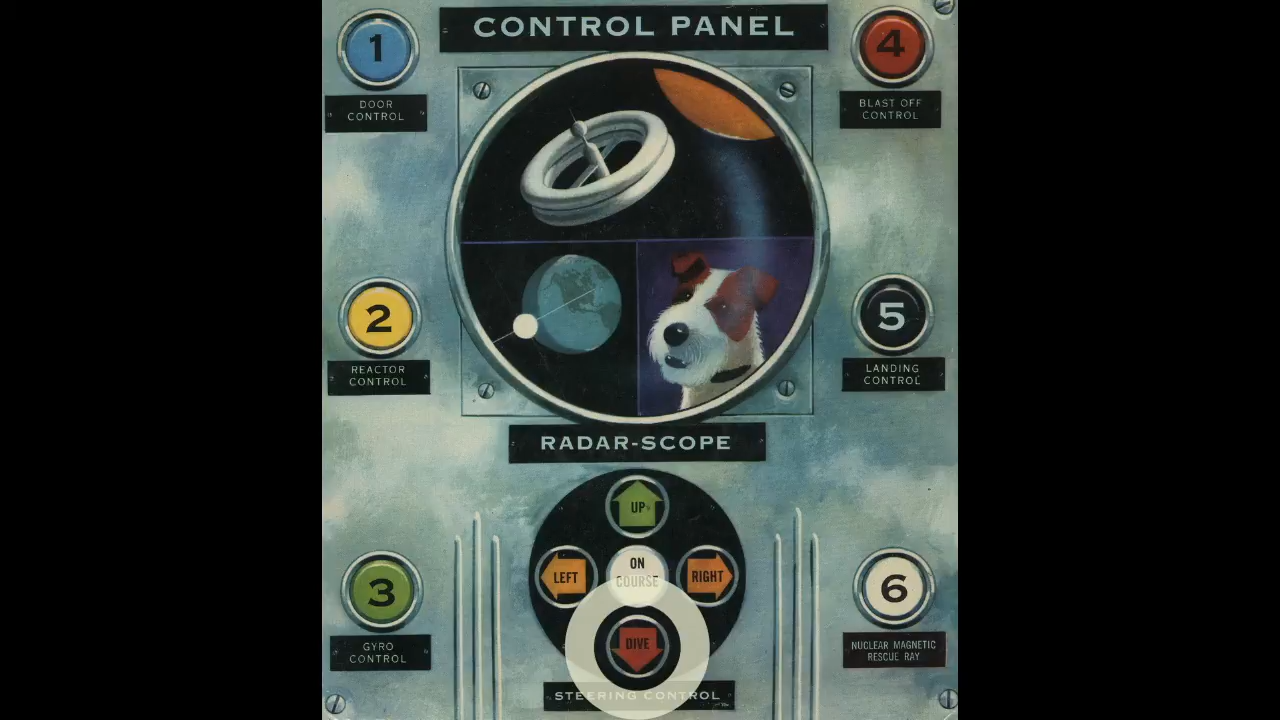 CONTROL PANEL
1
DOOR
CONTROL
4
BLAST OFF
CONTROL
2
REACTOR
CONTROL
5
LANDING
CONTROL
RADAR-SCOPE
UP
LEFT
ON
COURSE
RIGHT
DIVE
STEERING CONTROL
3
GYRO
CONTROL
6
NUCLEAR MAGNETIC
RESCUE RAY